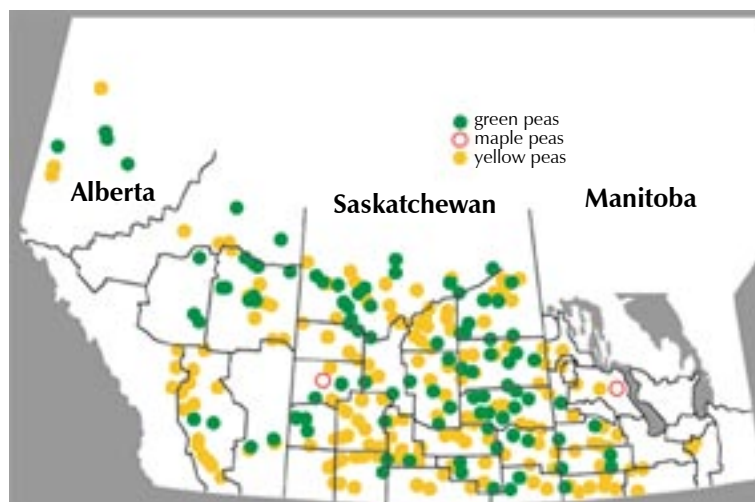 green peas
maple peas
yellow peas
Alberta
Saskatchewan
Manitoba